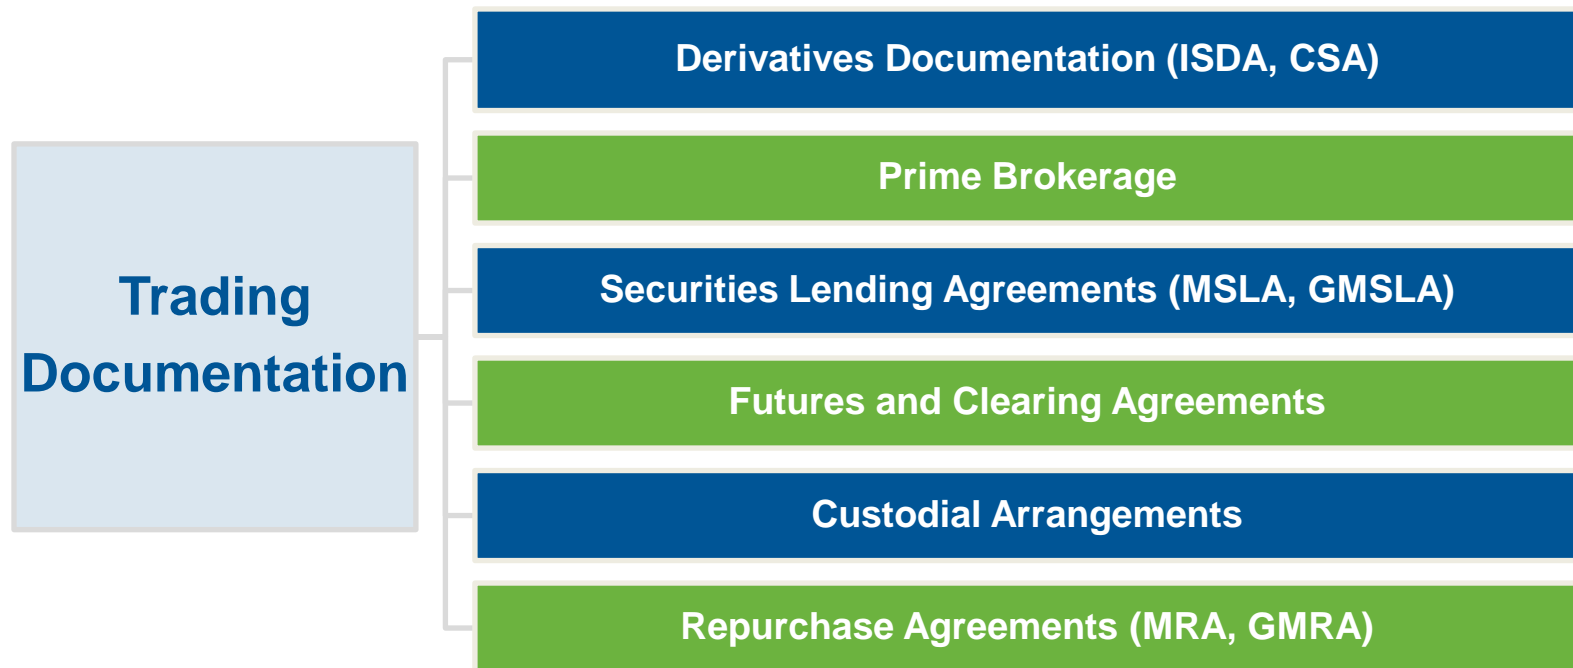 Trading
Documentation
Derivatives Documentation (ISDA, CSA)
Prime Brokerage
Securities Lending Agreements (MSLA, GMSLA)
Futures and Clearing Agreements
Custodial Arrangements
Repurchase Agreements (MRA, GMRA)